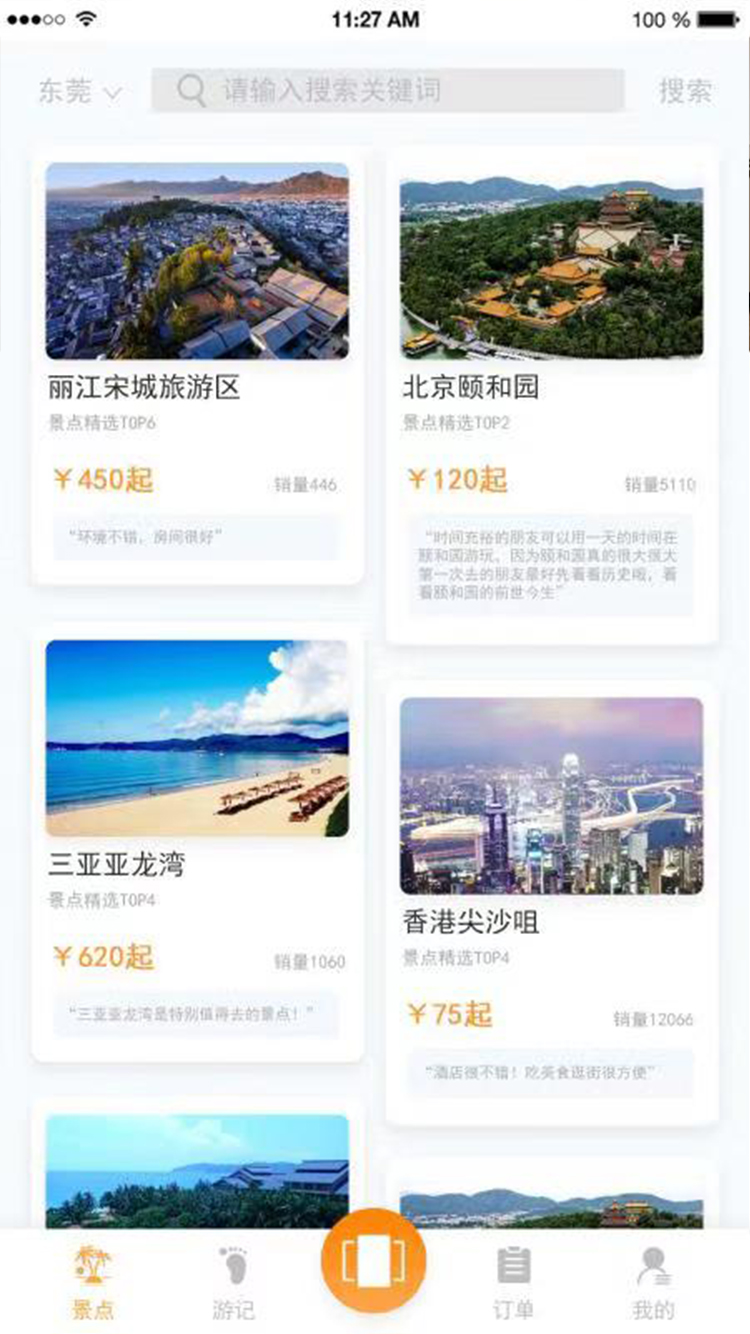 11:27 AM
100 %
东莞
请输入搜索关键词
搜索
丽江宋城旅游区
景点精选TOP6
￥450起
销量446
“环境不错，房间很好”
北京颐和园
景点精选TOP2
￥120起
销量5110
“时间充裕的朋友可以用一天的时间在
颐和园游玩，因为颐和园真的很大很大
第一次去的朋友最好先看看历史哦，看
看颐和园的前世今生”
三亚亚龙湾
景点精选TOP4
￥620起
销量1060
“三亚亚龙湾是特别值得去的景点！”
香港尖沙咀
景点精选TOP4
￥75起
销量12066
“酒店很不错！吃美食逛街很方便”
景点
游记
订单
我的